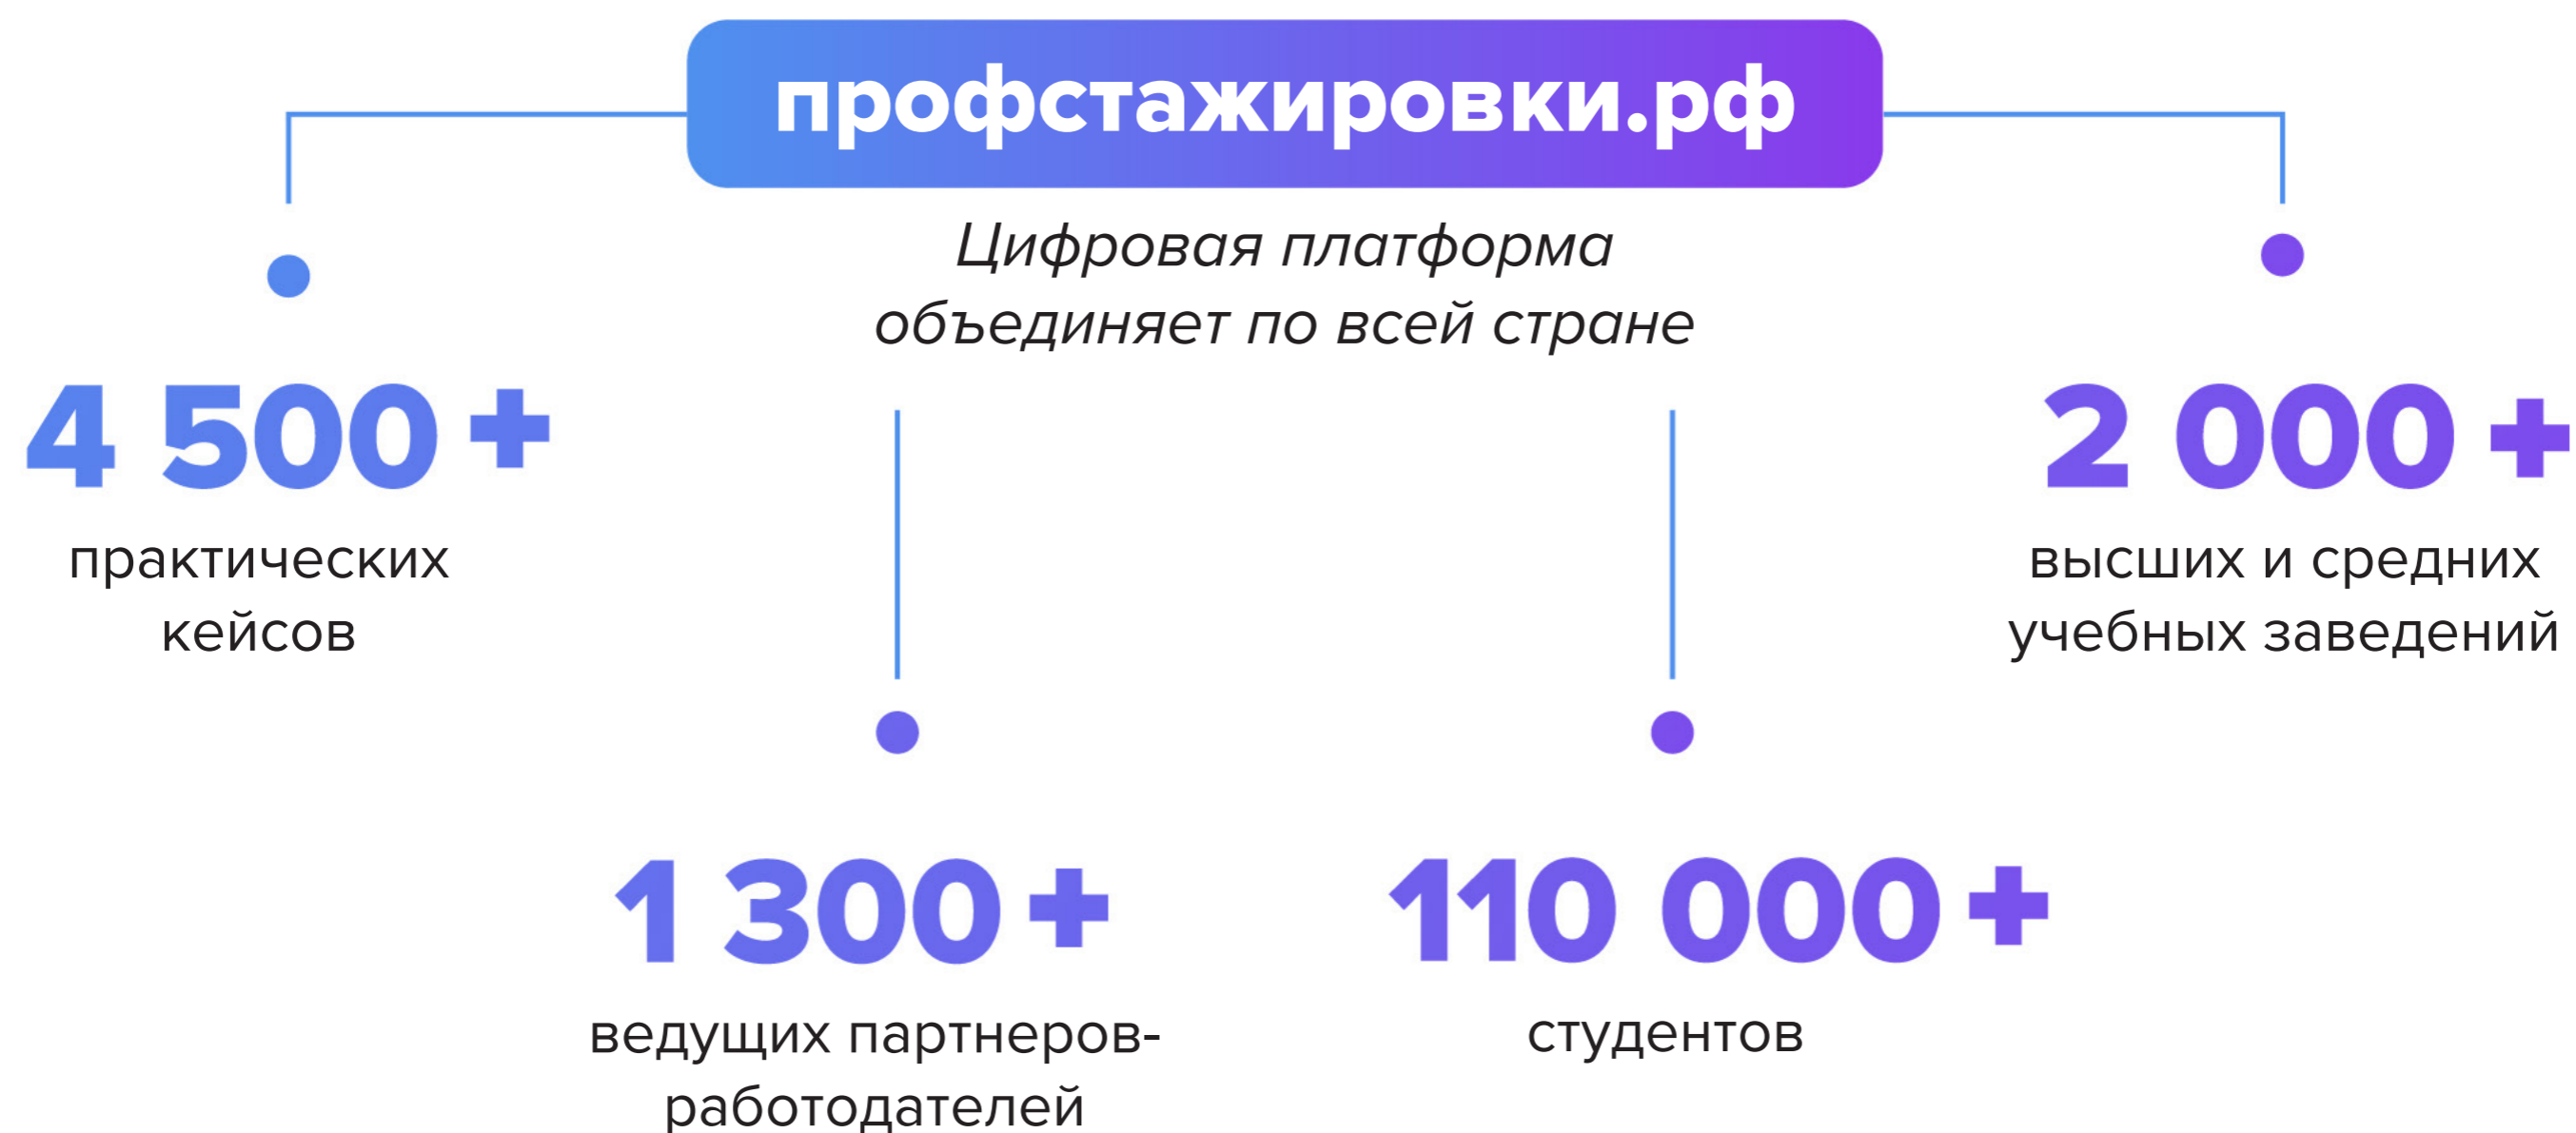 профстажировки.рф
Цифровая платформа
объединяет по всей стране
4 500 +
практических
кейсов
2 000 +
высших и средних
учебных заведений
1 300 +
ведущих партнеров-
работодателей
110 000 +
студентов